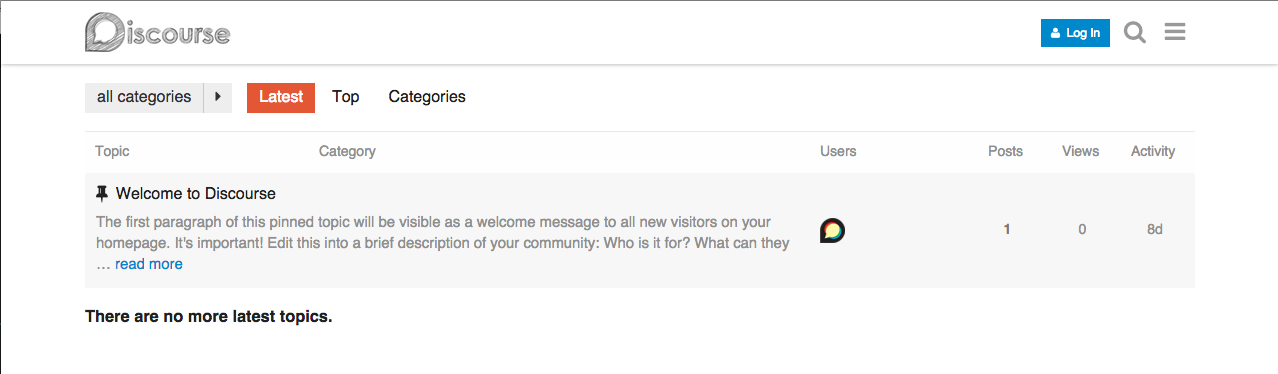 Discourse
Log In
all categories
Latest
Top
Categories
Topic
Category
Users
Posts
Views
Activity
Welcome to Discourse
The first paragraph of this pinned topic will be visible as a welcome message to all new visitors on your
homepage. It's important! Edit this into a brief description of your community: Who is it for? What can they
… read more
1
0
8d
There are no more latest topics.